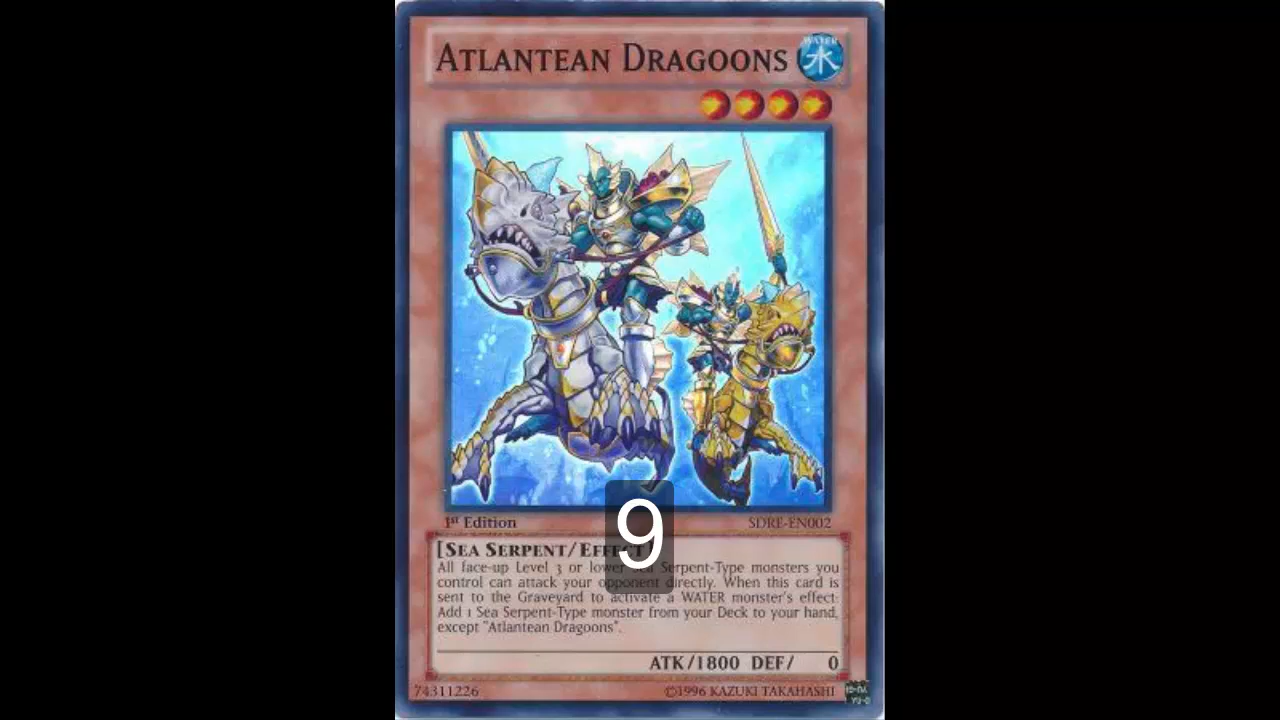 ATLANTEAN DRAGOONS
WATER
水
1st Edition
SDRE-EN002
9
[SEA SERPENT/EFFECT]
All face-up Level 3 or lower Sea Serpent-Type monsters you
control can attack your opponent directly. When this card is
sent to the Graveyard to activate a WATER monster's effect:
Add 1 Sea Serpent-Type monster from your Deck to your hand,
except "Atlantean Dragoons".
ATK/1800 DEF/ 0
74311226
©1996 KAZUKI TAKAHASHI